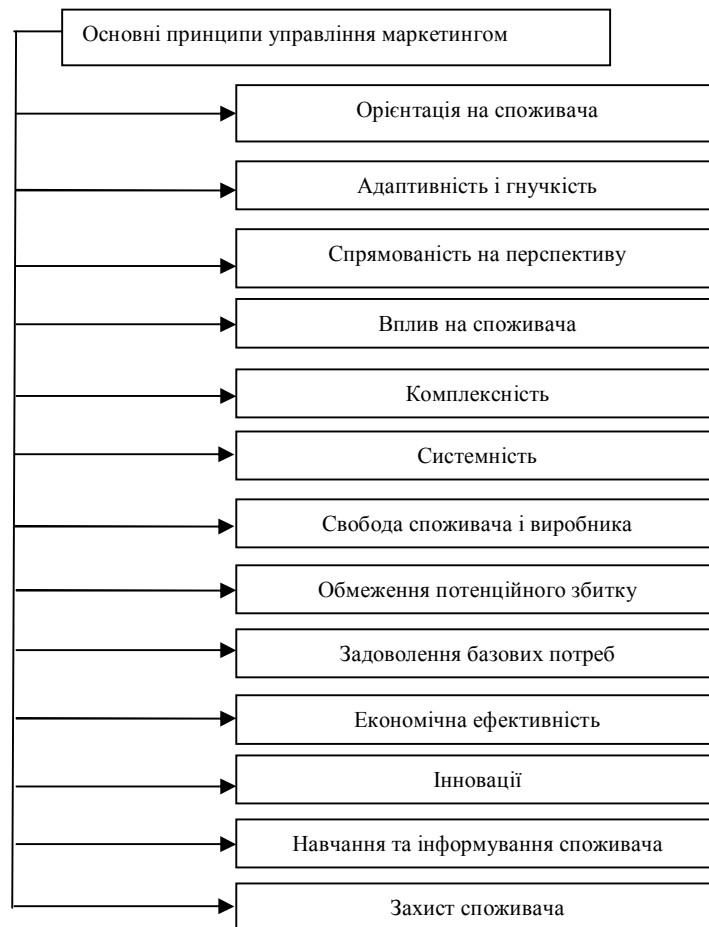 Основні принципи управління маркетингом
Орієнтація на споживача
Адаптивність і гнучкість
Спрямованість на перспективу
Вплив на споживача
Комплексність
Системність
Свобода споживача і виробника
Обмеження потенційного збитку
Задоволення базових потреб
Економічна ефективність
Інновації
Навчання та інформування споживача
Захист споживача